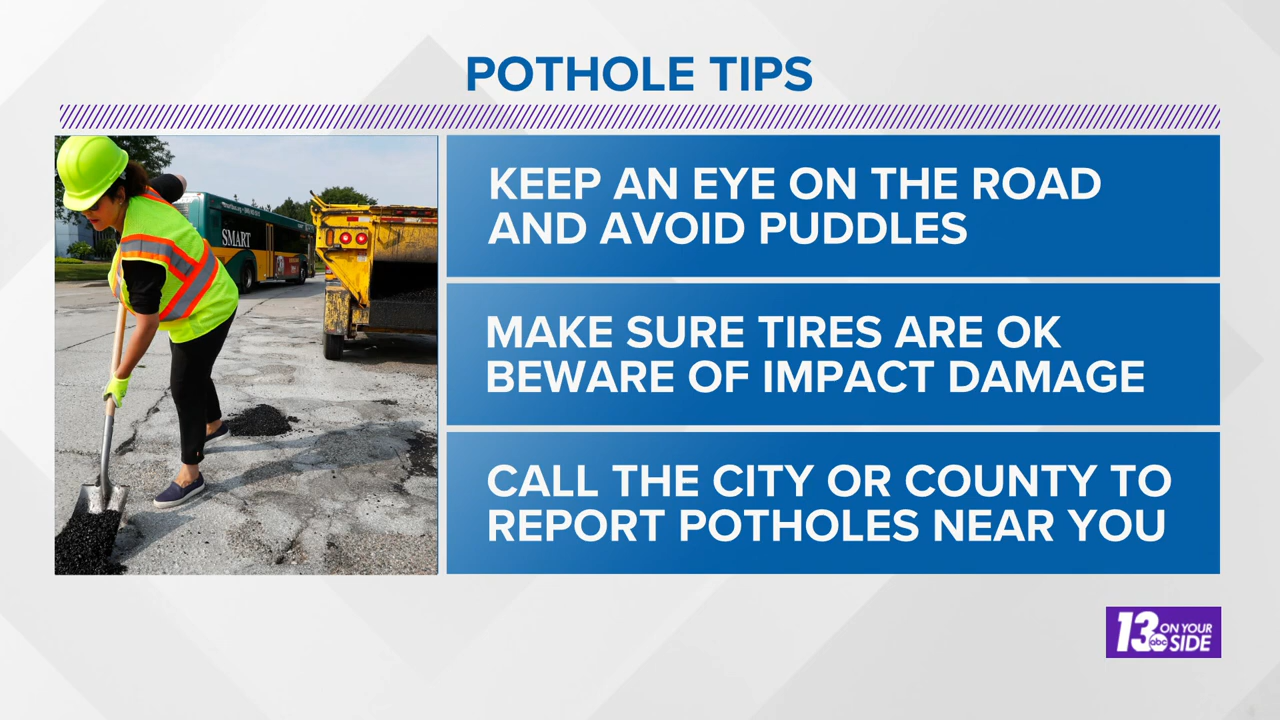 POTHOLE TIPS
KEEP AN EYE ON THE ROAD
AND AVOID PUDDLES
MAKE SURE TIRES ARE OK
BEWARE OF IMPACT DAMAGE
CALL THE CITY OR COUNTY TO
REPORT POTHOLES NEAR YOU
SMART
13 ON YOUR
abc SIDE